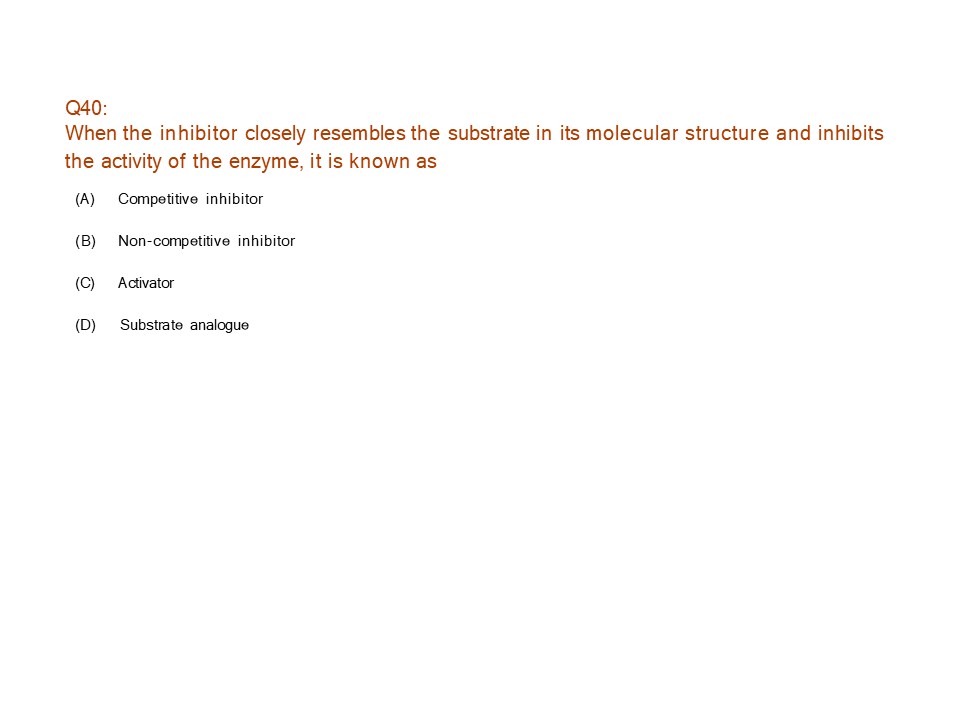 Q40:
When the inhibitor closely resembles the substrate in its molecular structure and inhibits
the activity of the enzyme, it is known as
(A) Competitive inhibitor
(B) Non-competitive inhibitor
(C) Activator
(D) Substrate analogue